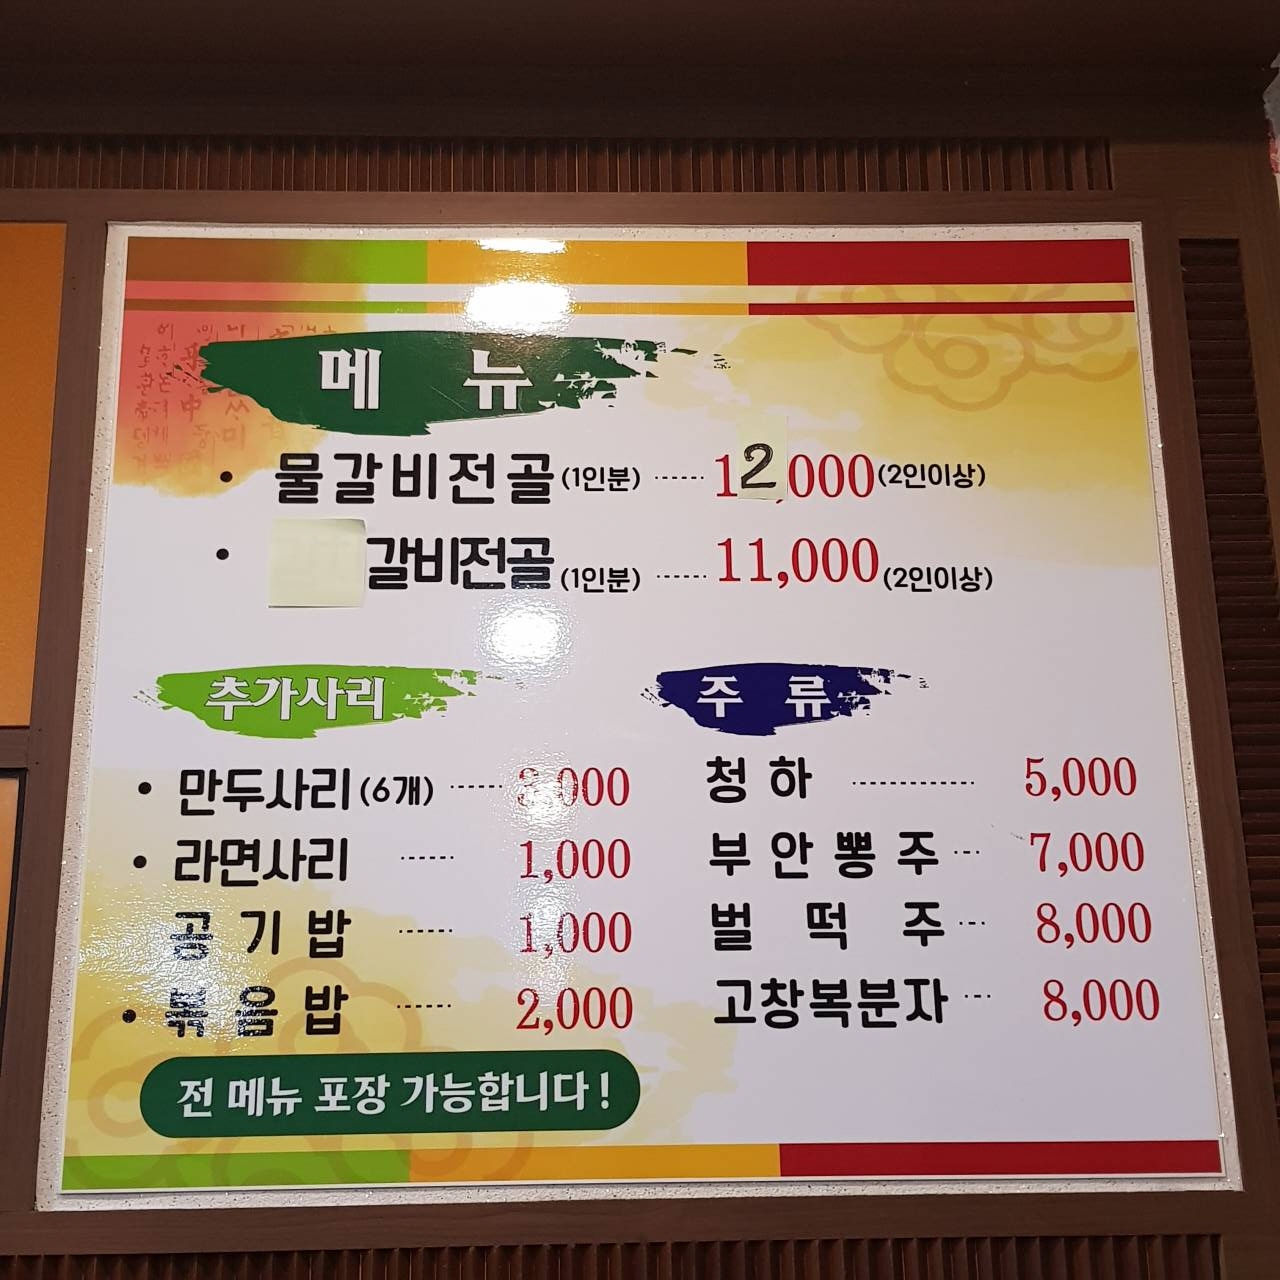 메 뉴
• 물갈비전골(1인분) ······ 12,000(2인이상)
• 갈비전골(1인분) ······ 11,000(2인이상)
추가사리
• 만두사리(6개) ······ 3,000
• 라면사리 ······ 1,000
공기밥 ······ 1,000
• 볶음밥 ······ 2,000
주 류
청하 ·············· 5,000
부안뽕주 ··· 7,000
벌떡주 ··· 8,000
고창복분자 ··· 8,000
전 메뉴 포장 가능합니다!